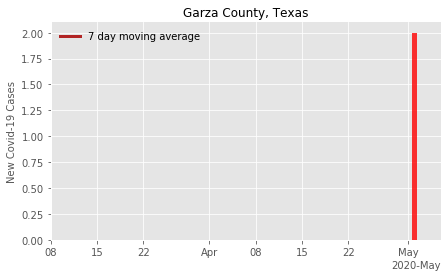 Garza County, Texas
7 day moving average
New Covid-19 Cases
2.00
1.75
1.50
1.25
1.00
0.75
0.50
0.25
0.00
08 15 22 Apr 08 15 22 May
2020-May